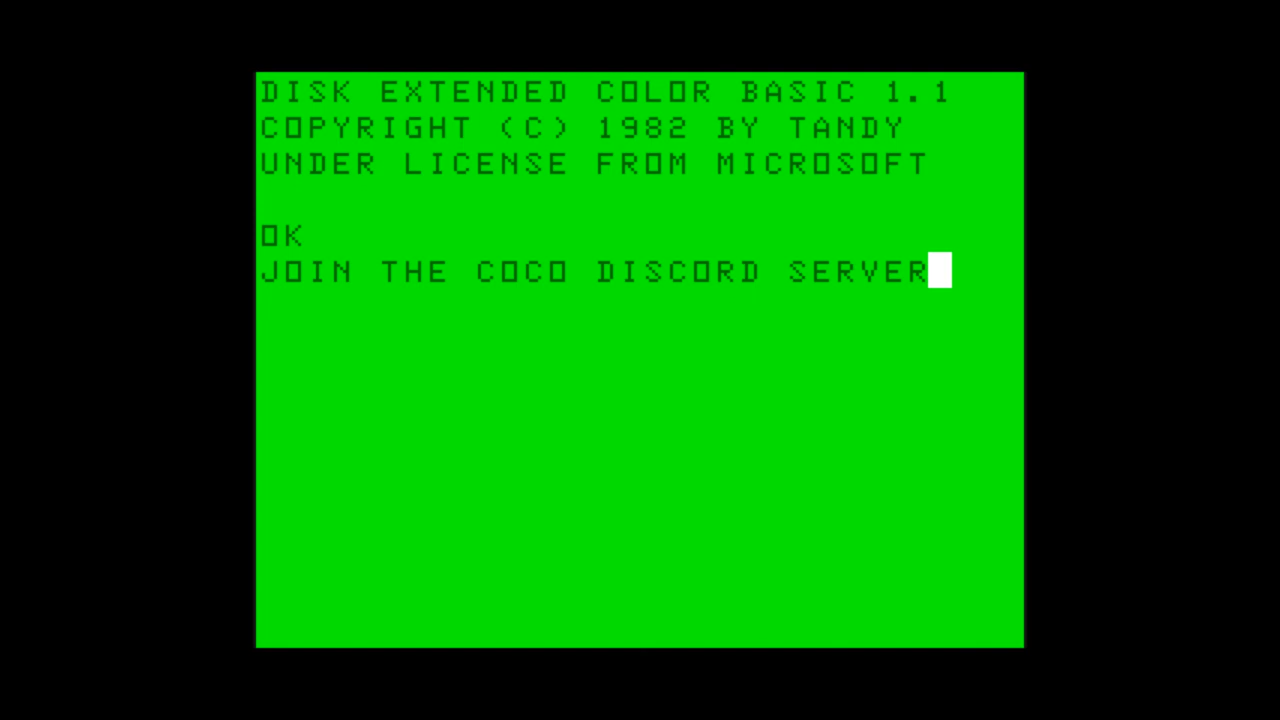 DISK EXTENDED COLOR BASIC 1.1
COPYRIGHT (C) 1982 BY TANDY
UNDER LICENSE FROM MICROSOFT
OK
JOIN THE COCO DISCORD SERVER